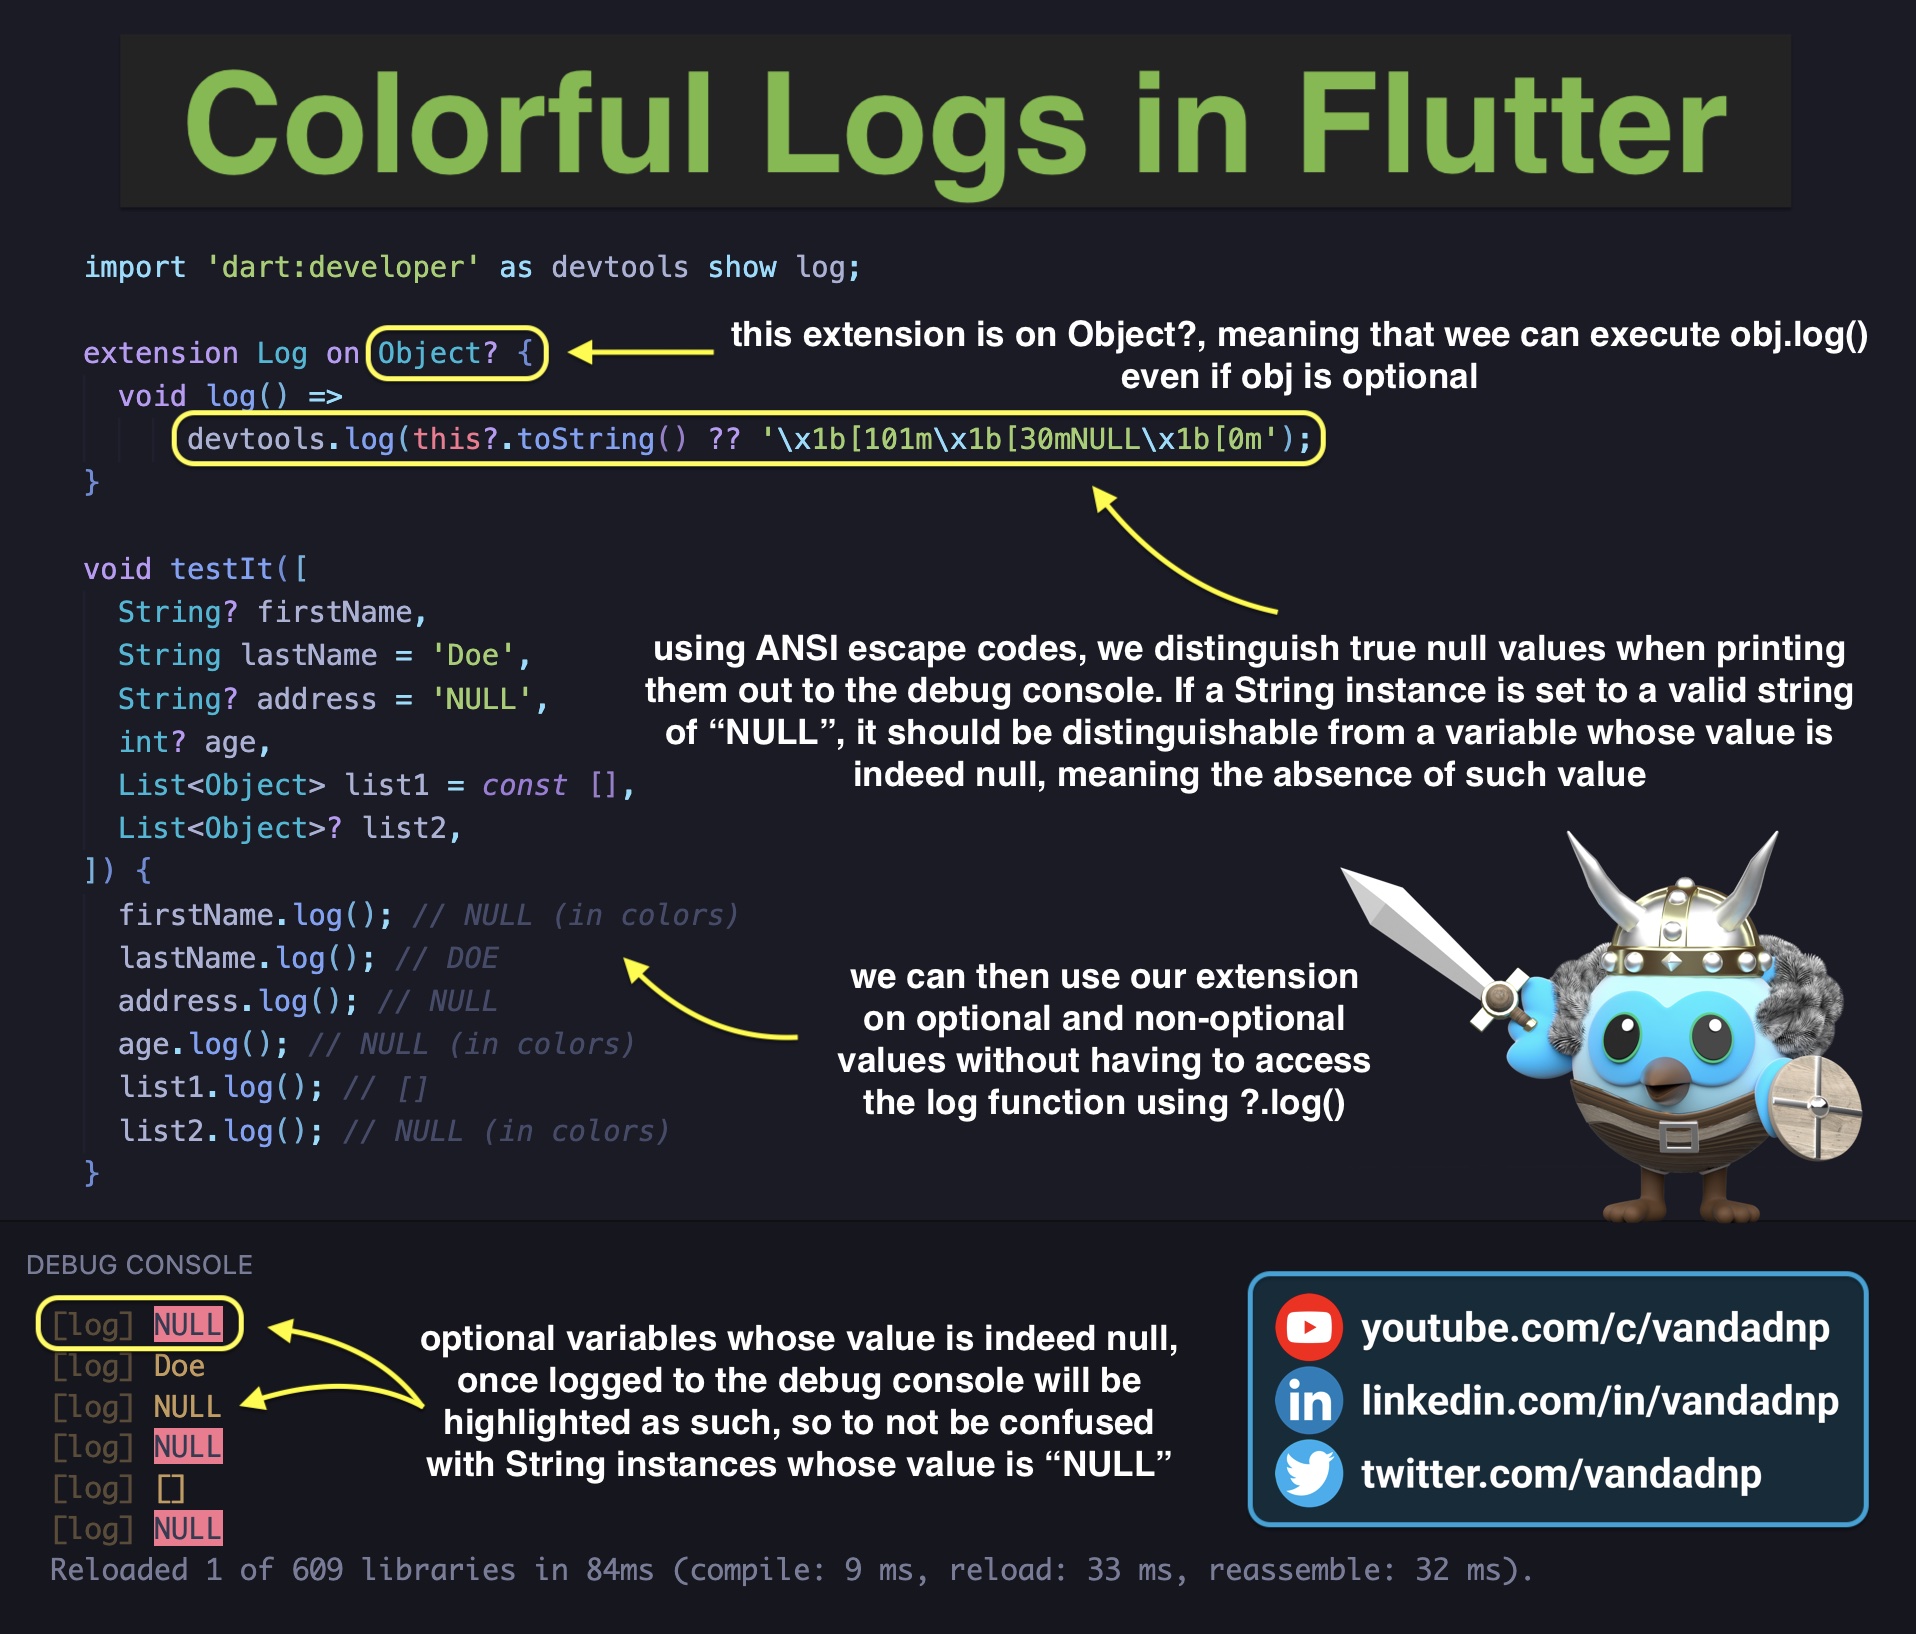 Colorful Logs in Flutter
import 'dart:developer' as devtools show log;
extension Log on Object? {
this extension is on Object?, meaning that wee can execute obj.log()
even if obj is optional
void log() =>
devtools.log(this?.toString() ?? '\x1b[101m\x1b[30mNULL\x1b[0m');
}
void testIt([
String? firstName,
String lastName = 'Doe',
String? address = 'NULL',
int? age,
List<Object> list1 = const [],
List<Object>? list2,
]) {
using ANSI escape codes, we distinguish true null values when printing
them out to the debug console. If a String instance is set to a valid string
of “NULL”, it should be distinguishable from a variable whose value is
indeed null, meaning the absence of such value
firstName.log(); // NULL (in colors)
lastName.log(); // DOE
address.log(); // NULL
age.log(); // NULL (in colors)
list1.log(); // []
list2.log(); // NULL (in colors)
}
we can then use our extension
on optional and non-optional
values without having to access
the log function using ?.log()
DEBUG CONSOLE
[log] NULL
[log] Doe
[log] NULL
[log] NULL
[log] []
[log] NULL
Reloaded 1 of 609 libraries in 84ms (compile: 9 ms, reload: 33 ms, reassemble: 32 ms).
optional variables whose value is indeed null,
once logged to the debug console will be
highlighted as such, so to not be confused
with String instances whose value is “NULL”
youtube.com/c/vandadnp
in linkedin.com/in/vandadnp
twitter.com/vandadnp